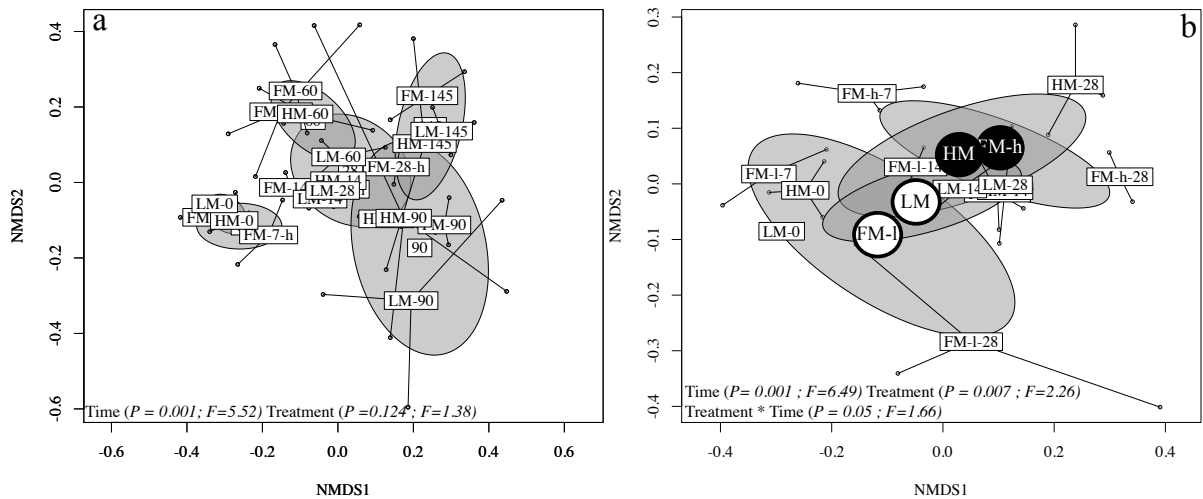 a
0.4
0.2
0.0
-0.2
-0.4
-0.6
NMDS2
FM-60
HM-60
FM-145
LM-145
HM-145
LM-60
FM-28-h
LM-28
LM-14
LM-0
HM-0
FM-7-h
HM-90
FM-90
90
LM-90
Time (P = 0.001; F=5.52) Treatment (P=0.124 ; F=1.38)
-0.6
-0.4
-0.2
0.0
0.2
0.4
0.6
NMDS1
b
0.3
0.2
0.1
0.0
-0.1
-0.2
-0.3
-0.4
NMDS2
HM-28
FM-h-7
HM
FM-h
FM-l-14
FM-l-7
FM-h-28
HM-0
LM-14
LM-28
LM
LM-0
FM-l
FM-l-28
Time (P = 0.001 ; F=6.49) Treatment (P = 0.007 ; F=2.26)
Treatment * Time (P = 0.05 ; F=1.66)
-0.4
-0.2
0.0
0.2
0.4
NMDS1